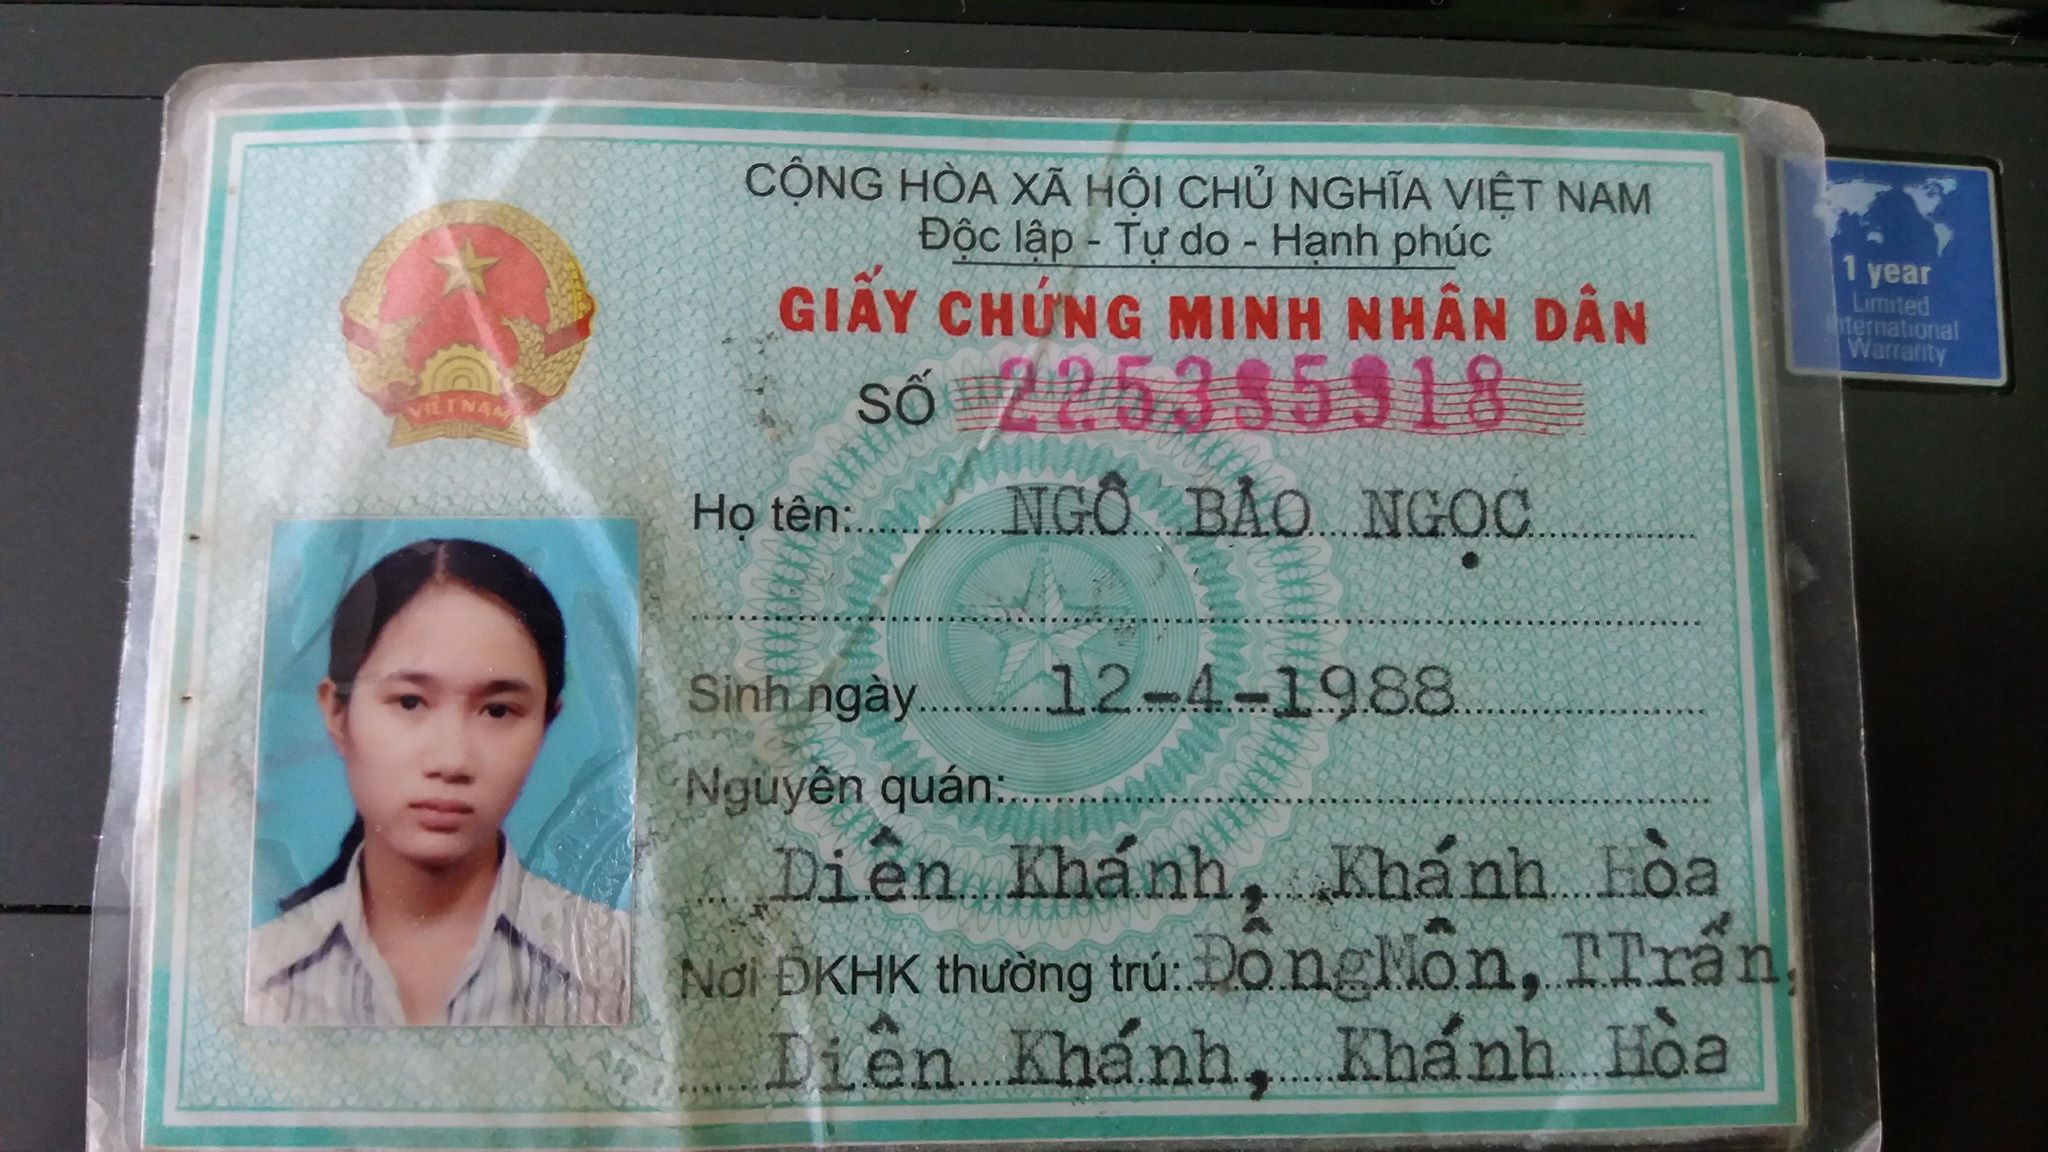 CỘNG HÒA XÃ HỘI CHỦ NGHĨA VIỆT NAM
Độc lập - Tự do - Hạnh phúc
GIẤY CHỨNG MINH NHÂN DÂN
SỐ 225395918
Họ tên: NGÔ BẢO NGỌC
Sinh ngày 12-4-1988
Nguyên quán:
Diên Khánh, Khánh Hòa
Nơi ĐKHK thường trú: ĐôngMôn, TTrấn,
Diên Khánh, Khánh Hòa
VIỆT NAM
1 year
Limited
International
Warranty